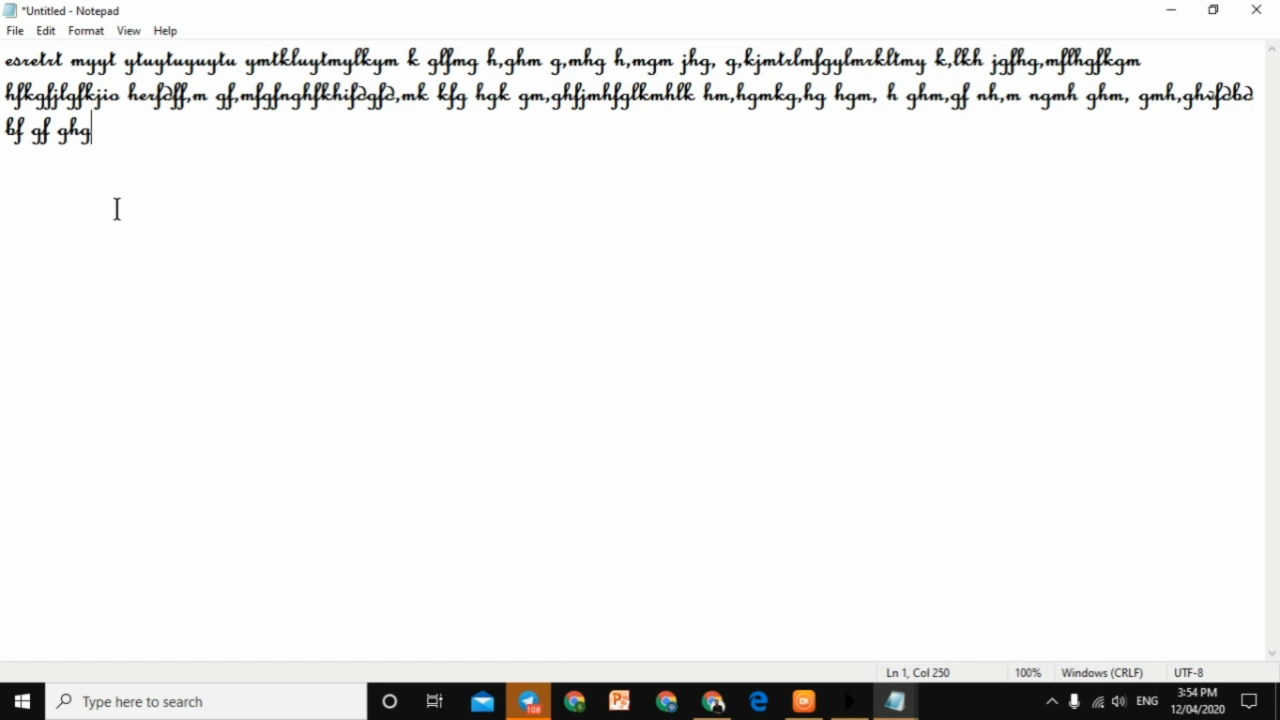 *Untitled - Notepad
File Edit Format View Help
esretrt myyt ytuytuyuytu ymtkluytmylkym k glfmg h,ghm g,mhg h,mgm jhg, g,kjmtrlmfgylmrkltmy k,lkh jgfhg,mflhgfkgm
hfkgfjlgfkjio herfdff,m gf,mfgfnghfkhifdgfd,mk kfg hgk gm,ghfjmhfglkmhlk hm,hgmkg,hg hgm, h ghm,gf nh,m ngmh ghm,
bf gf ghg
Ln 1, Col 250 100% Windows (CRLF) UTF-8
Type here to search
108
ENG
3:54 PM
12/04/2020